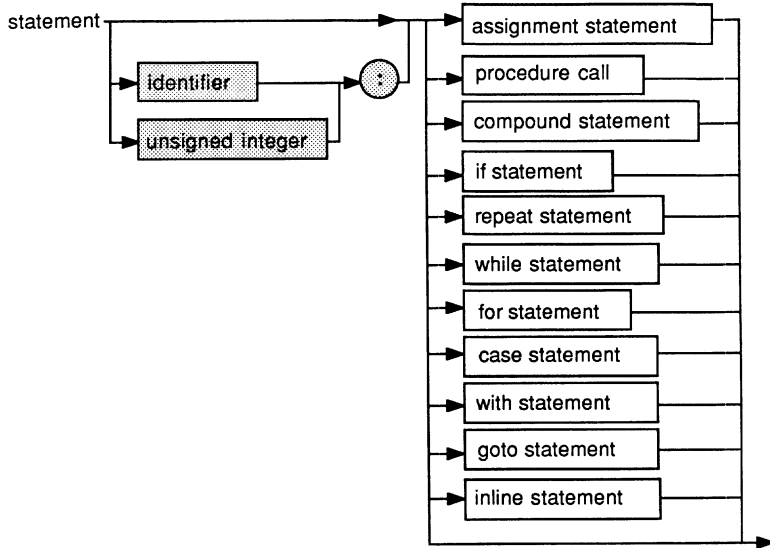 statement
identifier
:
unsigned integer
assignment statement
procedure call
compound statement
if statement
repeat statement
while statement
for statement
case statement
with statement
goto statement
inline statement